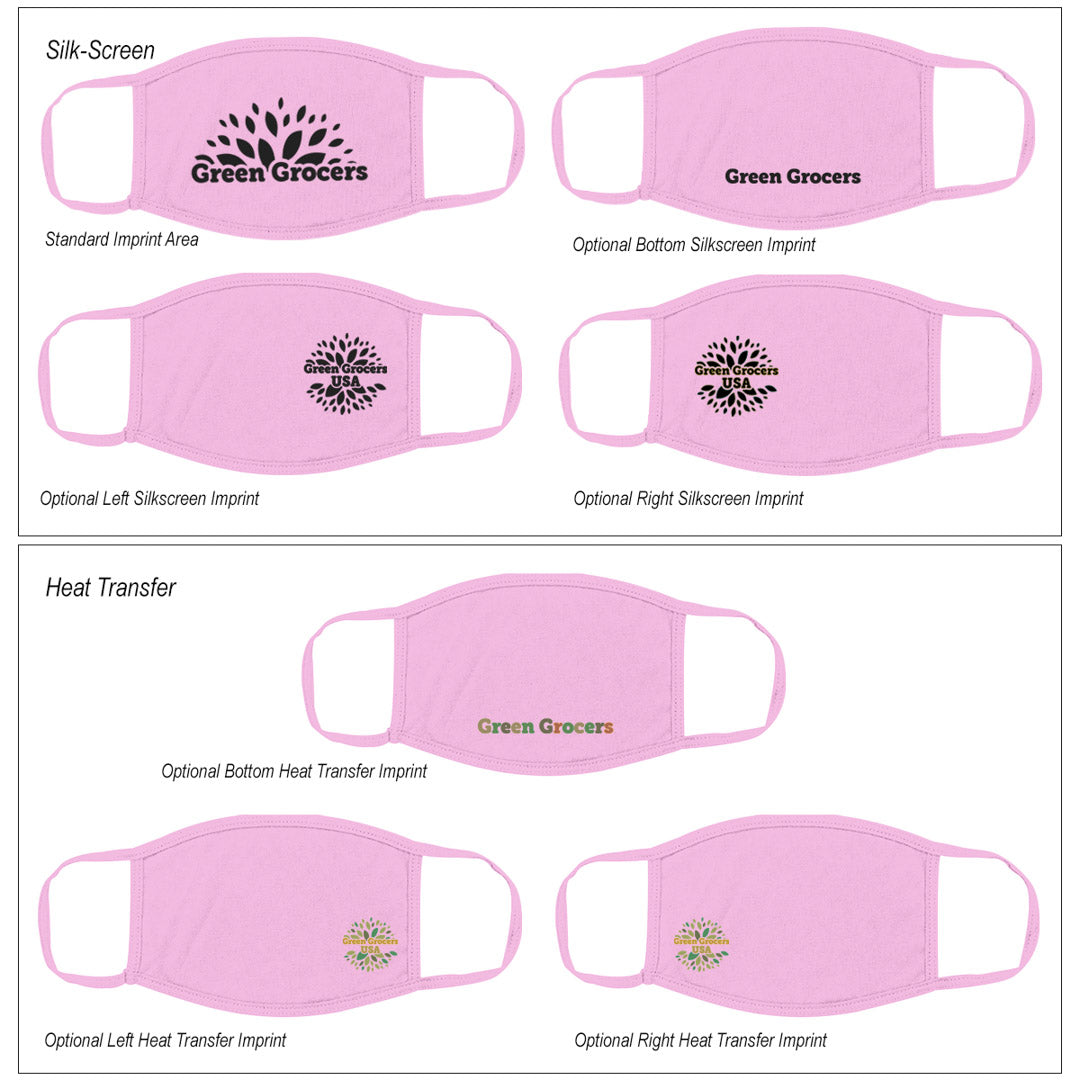 Silk-Screen
Green Grocers
Standard Imprint Area
Green Grocers
Optional Bottom Silkscreen Imprint
Green Grocers
USA
Optional Left Silkscreen Imprint
Green Grocers
USA
Optional Right Silkscreen Imprint
Heat Transfer
Green Grocers
Optional Bottom Heat Transfer Imprint
Green Grocers
USA
Optional Left Heat Transfer Imprint
Green Grocers
USA
Optional Right Heat Transfer Imprint